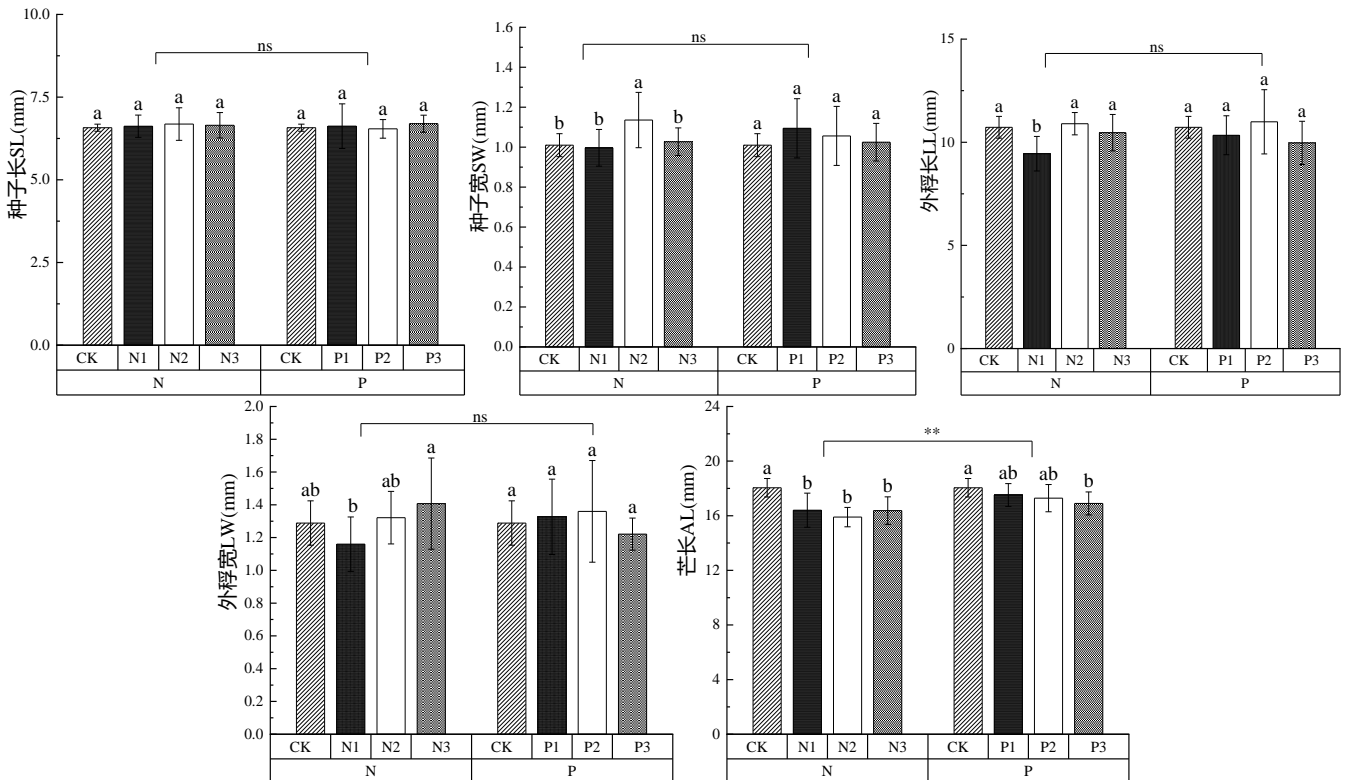 种子长SL(mm)
10.0
7.5
5.0
2.5
0.0
ns
a a a a a a a a
CK N1 N2 N3 CK P1 P2 P3
N P
种子宽SW(mm)
1.6
1.4
1.2
1.0
0.8
0.6
0.4
0.2
0.0
ns
b b a b a a a a
CK N1 N2 N3 CK P1 P2 P3
N P
外稃长LL(mm)
15
10
5
0
ns
a b a a a a a a
CK N1 N2 N3 CK P1 P2 P3
N P
外稃宽LW(mm)
2.0
1.8
1.6
1.4
1.2
1.0
0.8
0.6
0.4
0.2
0.0
ns
ab b ab a a a a a
CK N1 N2 N3 CK P1 P2 P3
N P
芒长AL(mm)
24
20
16
12
8
4
0
**
a b b b a ab ab b
CK N1 N2 N3 CK P1 P2 P3
N P